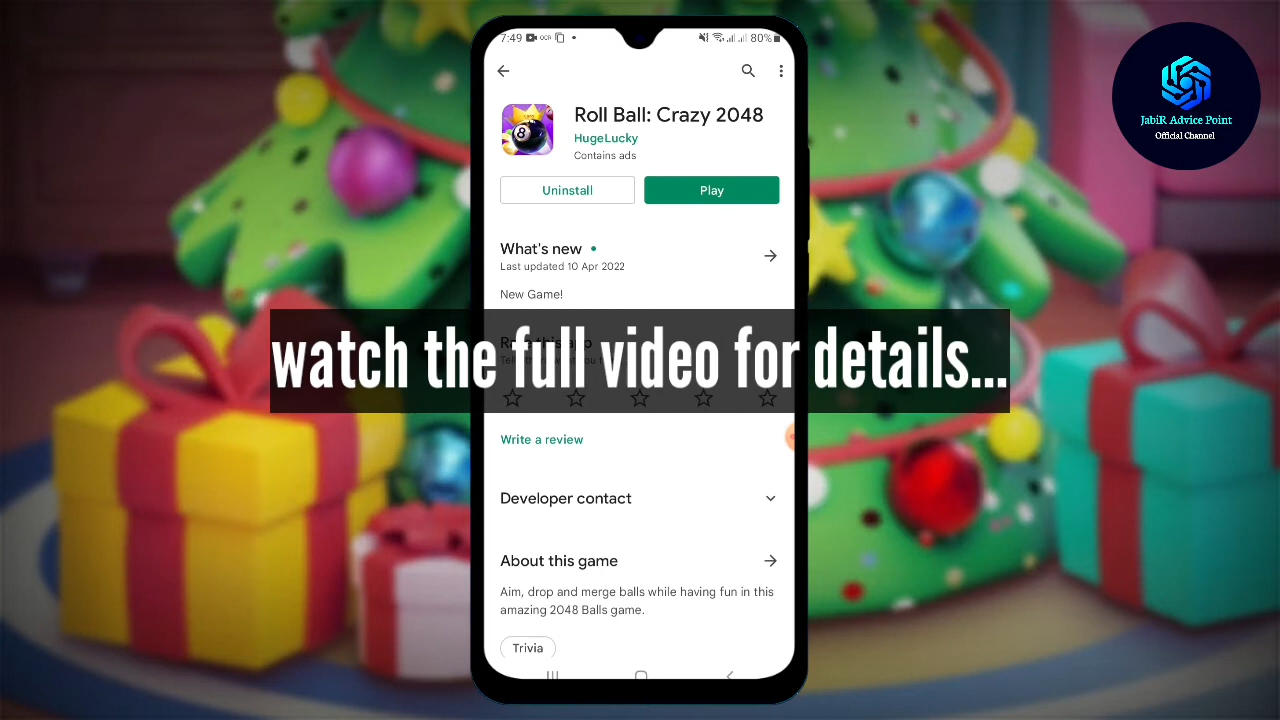 7:49 OCR 80%
JabiR Advice Point
Official Channel
Roll Ball: Crazy 2048
HugeLucky
Contains ads
Uninstall Play
What's new
Last updated 10 Apr 2022
New Game!
watch the full video for details...
Write a review
Developer contact
About this game
Aim, drop and merge balls while having fun in this
amazing 2048 Balls game.
Trivia